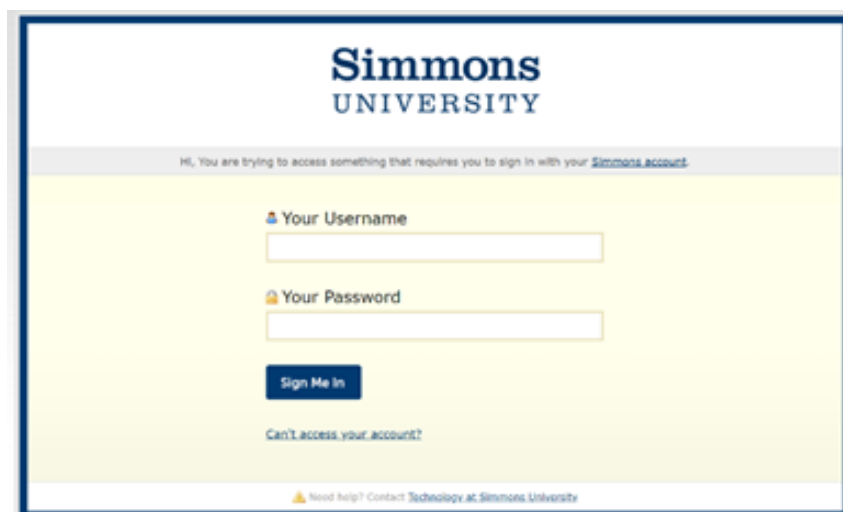 Simmons
UNIVERSITY
Hi, You are trying to access something that requires you to sign in with your Simmons account.
Your Username
Your Password
Sign Me In
Can't access your account?
Need help? Contact Technology at Simmons University